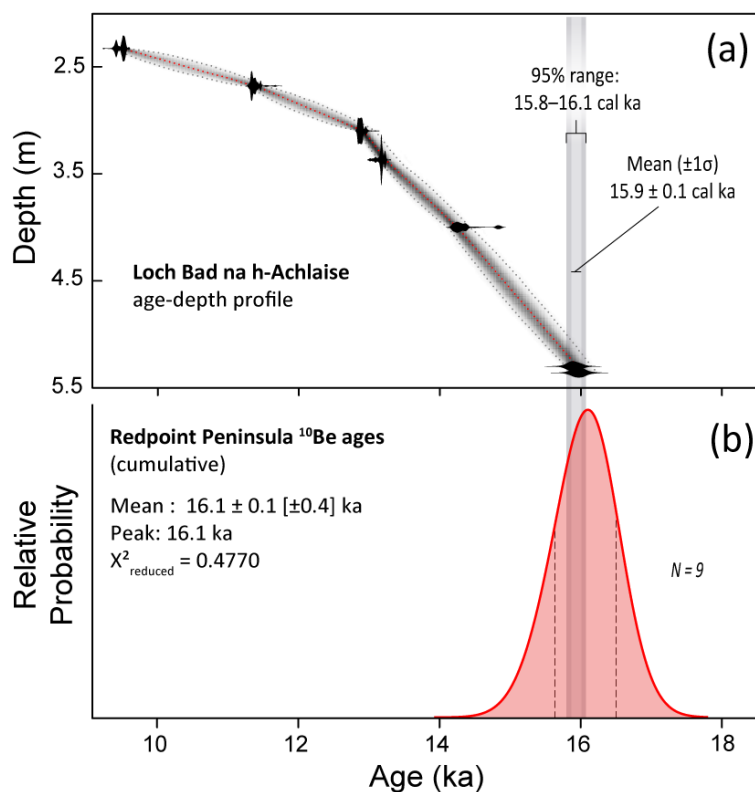 (a)
2.5
3.5
4.5
5.5
Depth (m)
95% range:
15.8–16.1 cal ka
Mean (±1σ)
15.9 ± 0.1 cal ka
Loch Bad na h-Achlaise
age-depth profile
(b)
Redpoint Peninsula ¹⁰Be ages
(cumulative)
Mean : 16.1 ± 0.1 [±0.4] ka
Peak: 16.1 ka
X²reduced = 0.4770
N = 9
Relative
Probability
10 12 14 16 18
Age (ka)